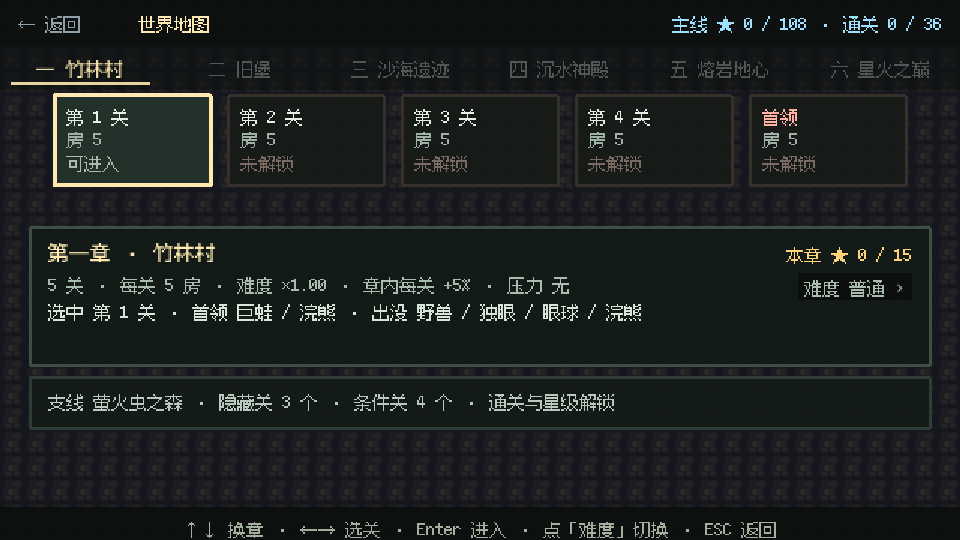 ← 返回 世界地图 主线 ★ 0 / 108 · 通关 0 / 36
一 竹林村 二 旧堡 三 沙海遗迹 四 沉水神殿 五 熔岩地心 六 星火之巅
第 1 关 第 2 关 第 3 关 第 4 关 首领
房 5 房 5 房 5 房 5 房 5
可进入 未解锁 未解锁 未解锁 未解锁
第一章 · 竹林村 本章 ★ 0 / 15
5 关 · 每关 5 房 · 难度 ×1.00 · 章内每关 +5% · 压力 无 难度 普通 ›
选中 第 1 关 · 首领 巨蛙 / 浣熊 · 出没 野兽 / 独眼 / 眼球 / 浣熊
支线 萤火虫之森 · 隐藏关 3 个 · 条件关 4 个 · 通关与星级解锁
↑↓ 换章 · ←→ 选关 · Enter 进入 · 点「难度」切换 · ESC 返回